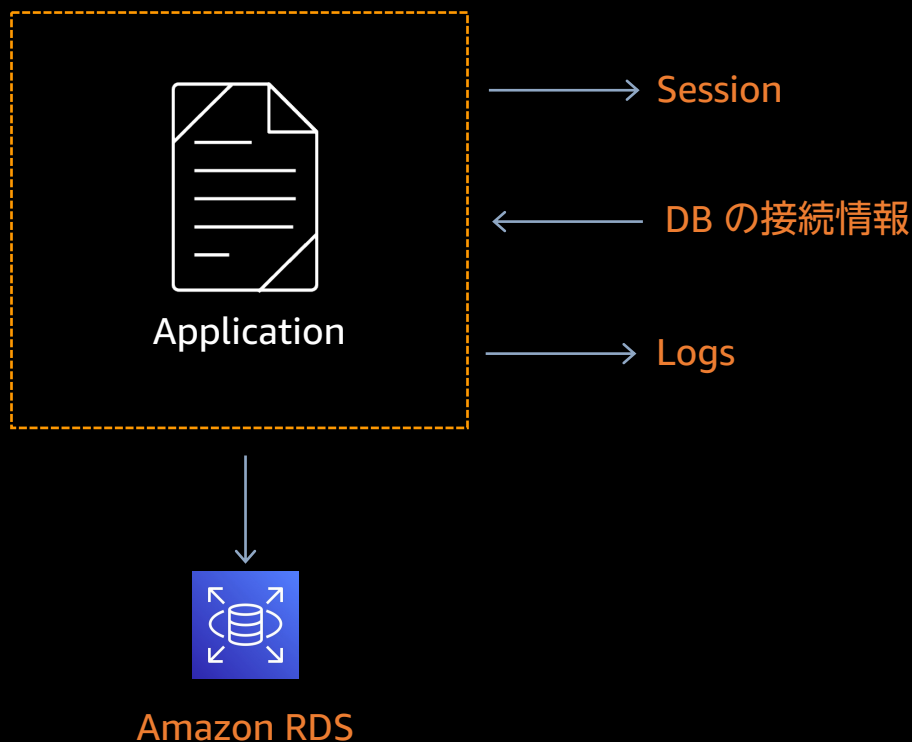 Session
DB の接続情報
Application
Logs
Amazon RDS